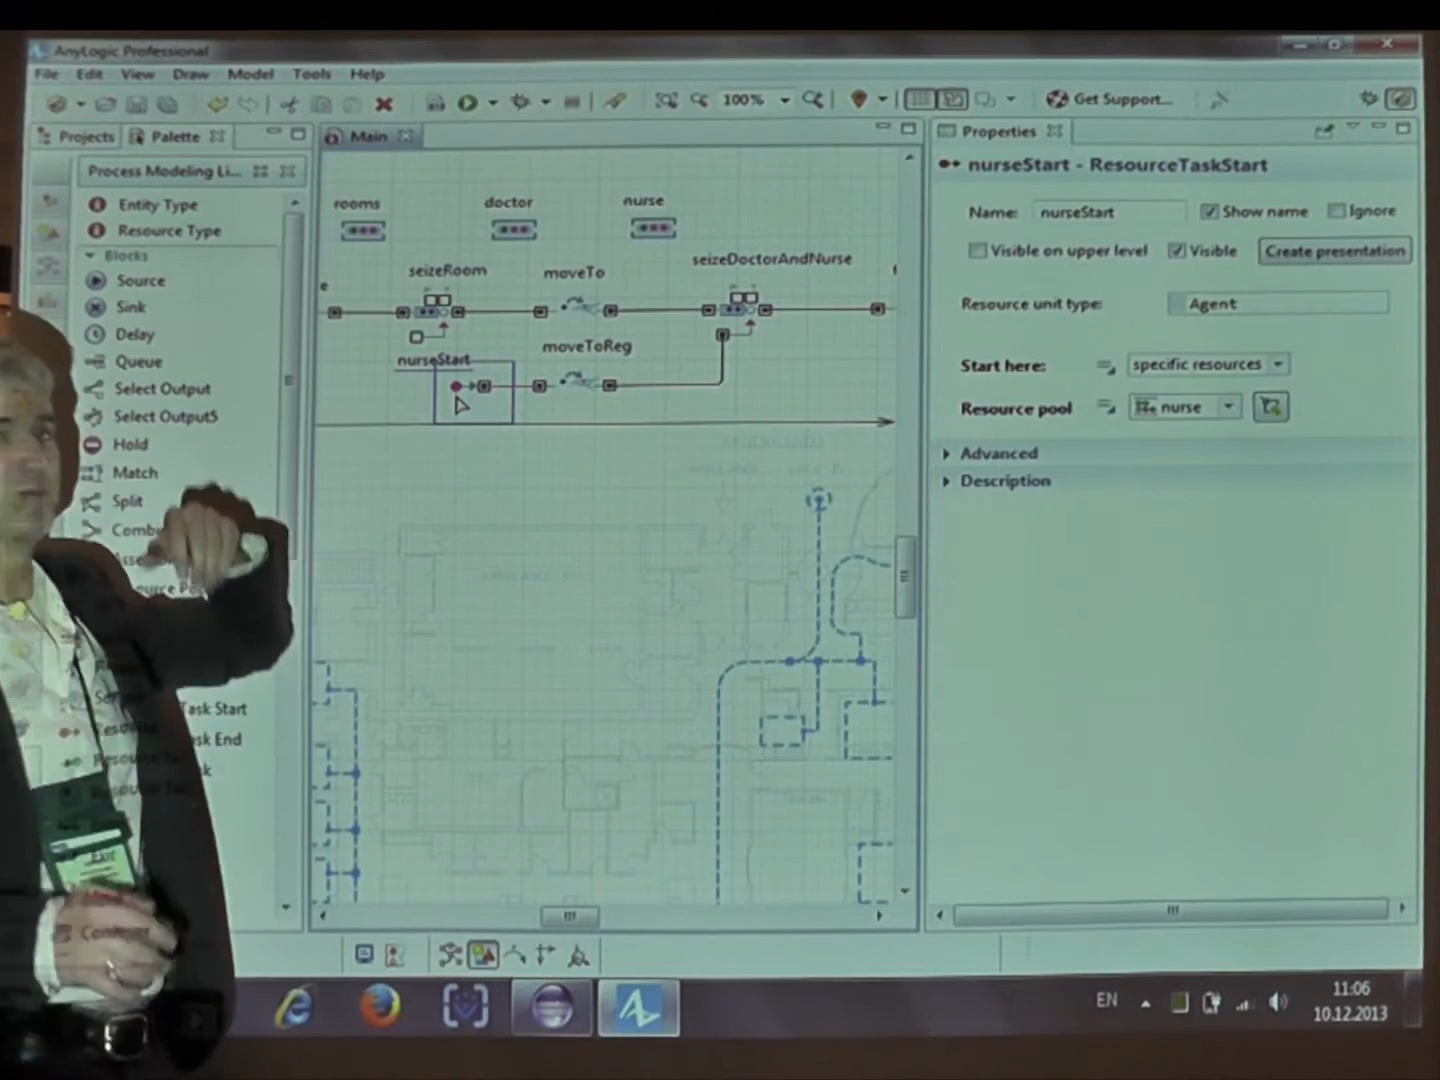 AnyLogic Professional
File Edit View Draw Model Tools Help
100%
Get Support...
Projects
Palette
Main
Properties
Process Modeling Li...
Entity Type
Resource Type
Blocks
Source
Sink
Delay
Queue
Select Output
Select Output5
Hold
Match
Split
Task Start
Exit
rooms
doctor
nurse
seizeRoom
moveTo
seizeDoctorAndNurse
e
nurseStart
moveToReg
nurseStart - ResourceTaskStart
Name: nurseStart Show name Ignore
Visible on upper level Visible Create presentation
Resource unit type: Agent
Start here: specific resources
Resource pool nurse
Advanced
Description
EN
11:06
10.12.2013